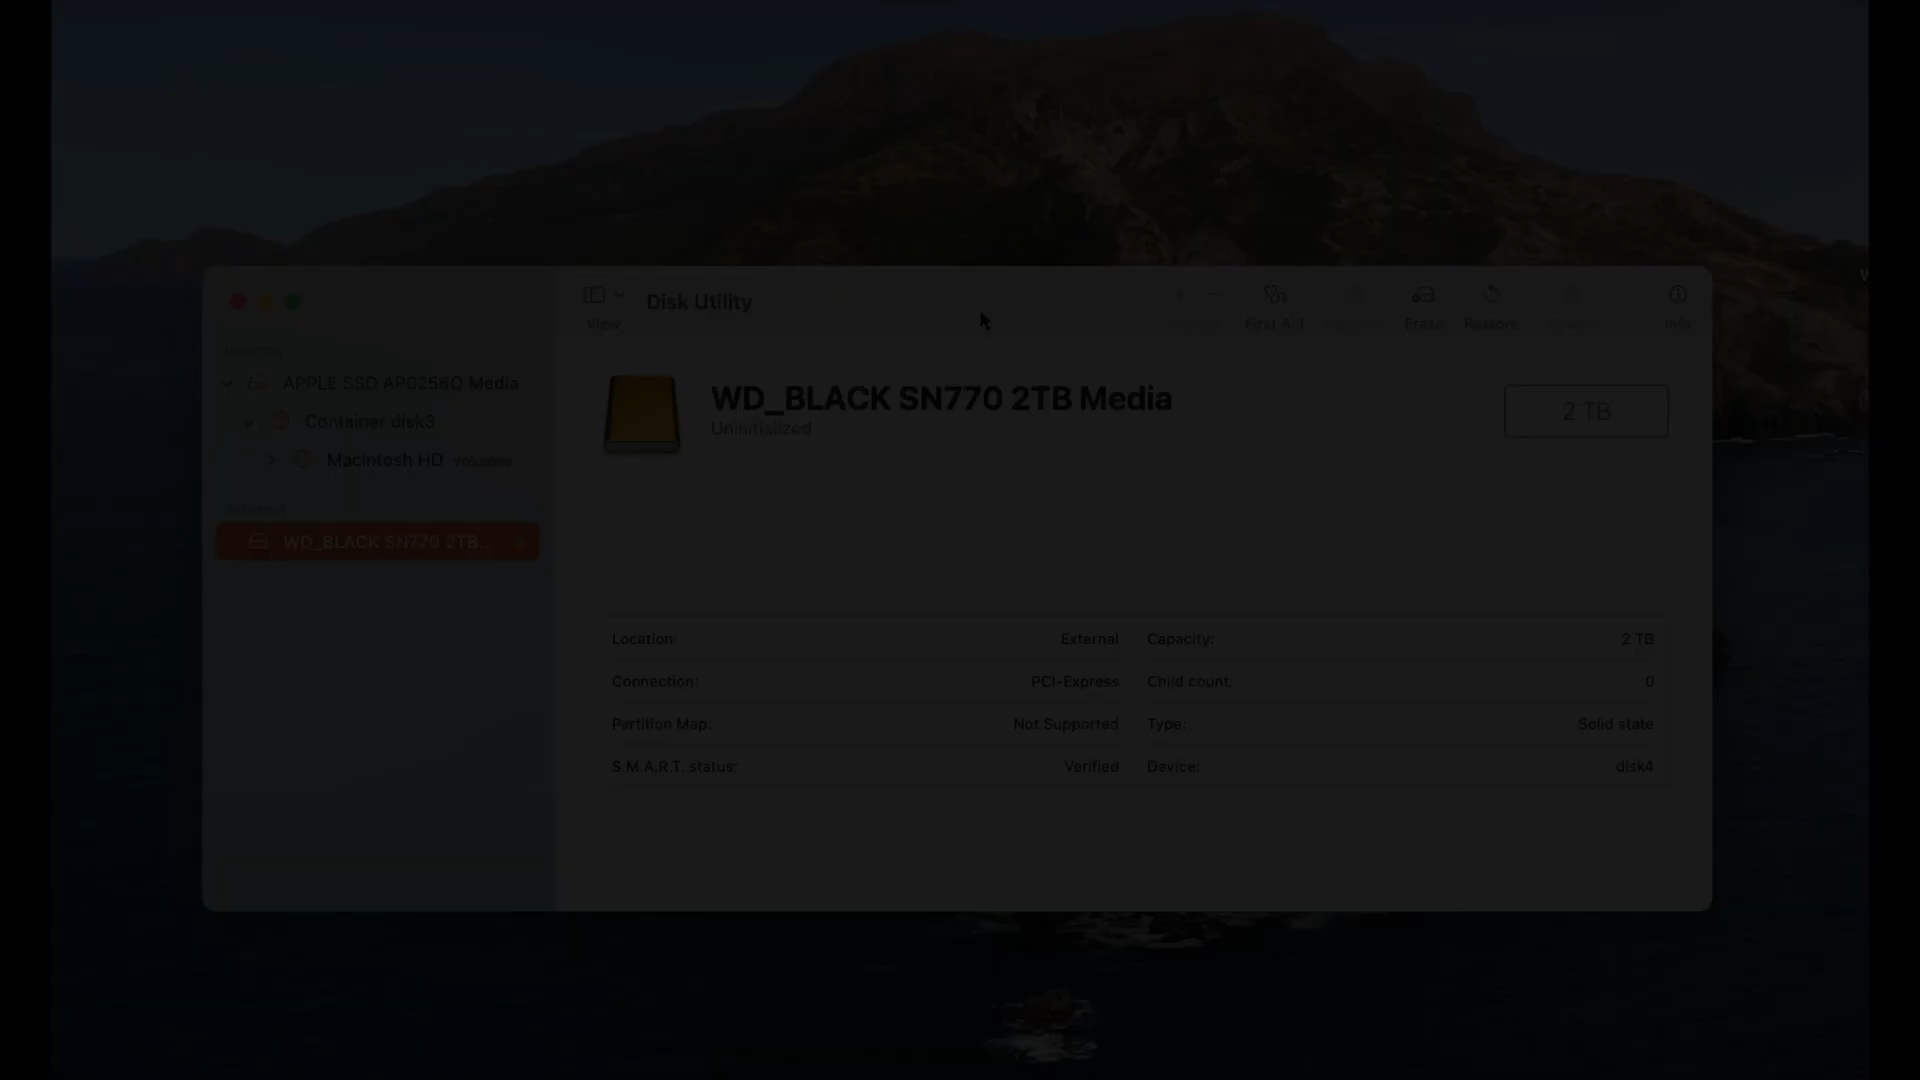 Disk Utility
View
First Aid
Erase
Restore
Info
APPLE SSD AP0256Q Media
Container disk3
Macintosh HD
WD_BLACK SN770 2TB...
WD_BLACK SN770 2TB Media
Uninitialized
2 TB
Location: External
Capacity: 2 TB
Connection: PCI-Express
Child count: 0
Partition Map: Not Supported
Type: Solid state
S.M.A.R.T. status: Verified
Device: disk4